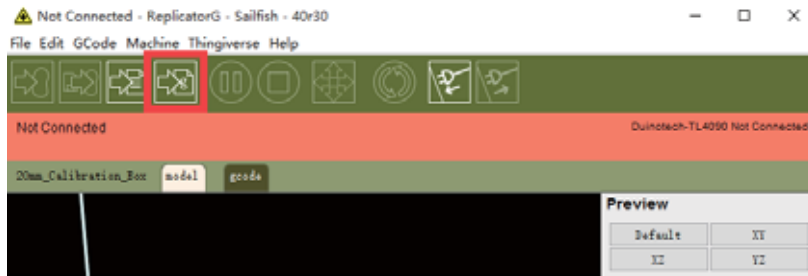 Not Connected - ReplicatorG - Sailfish - 40r30
File Edit GCode Machine Thingiverse Help
Not Connected Duinotech-TL4090 Not Connected
20mm_Calibration_Box model gcode
Preview
Default XY
XZ YZ